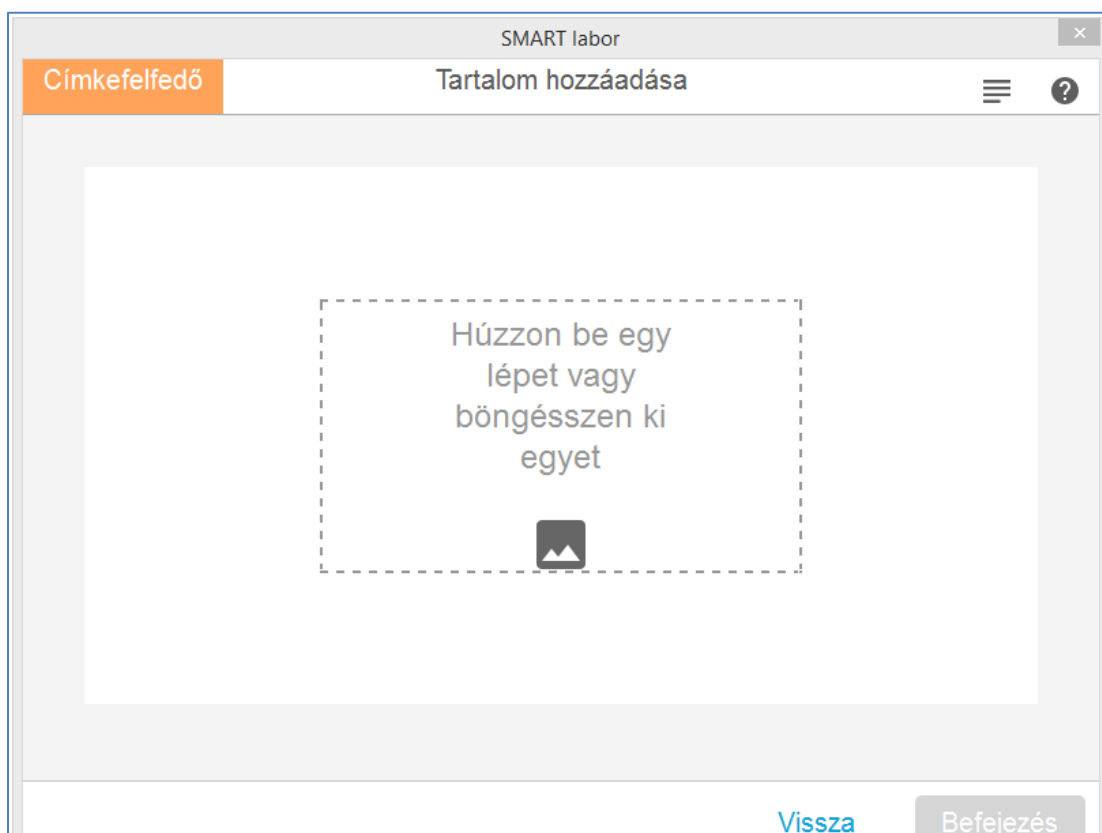 SMART labor
Címkefelfedő
Tartalom hozzáadása
Húzzon be egy
lépet vagy
böngésszen ki
egyet
Vissza
Befejezés